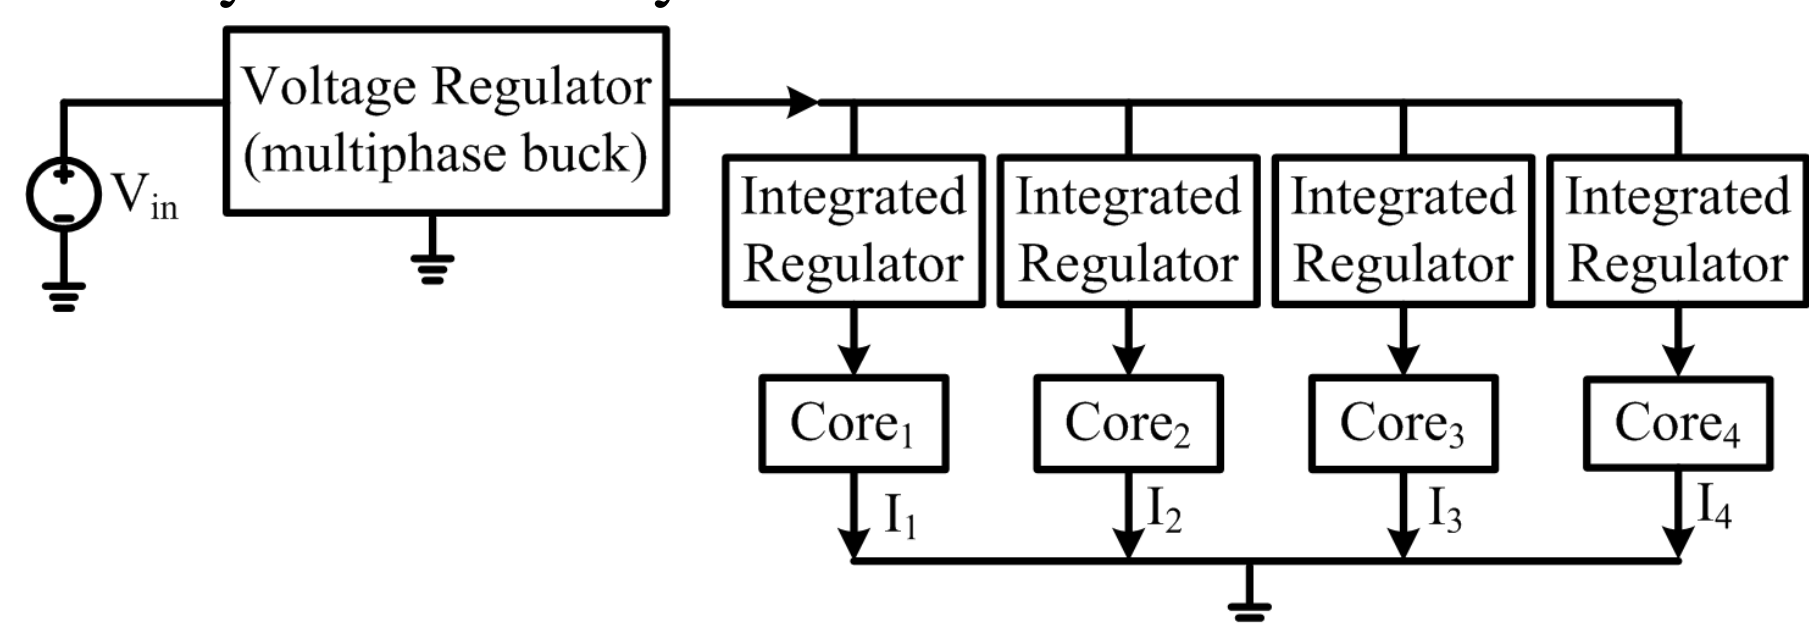 Voltage Regulator
(multiphase buck)
V_in
Integrated
Regulator
Integrated
Regulator
Integrated
Regulator
Integrated
Regulator
Core₁
Core₂
Core₃
Core₄
I₁
I₂
I₃
I₄